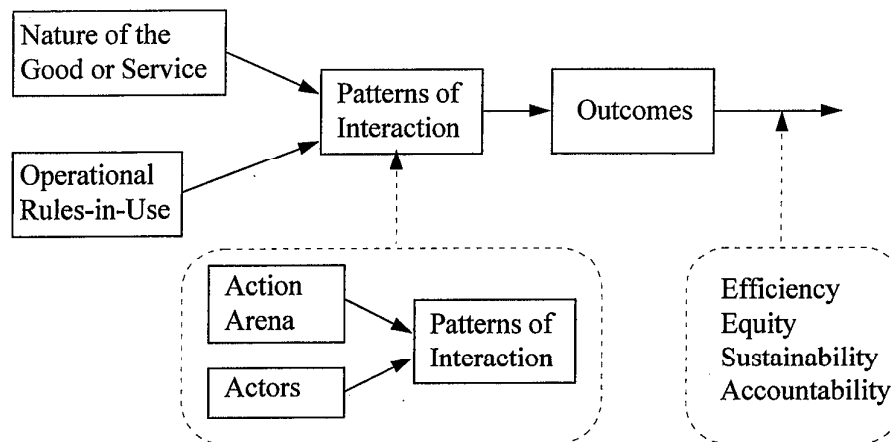 Nature of the
Good or Service
Patterns of
Interaction
Outcomes
Operational
Rules-in-Use
Action
Arena
Patterns of
Interaction
Actors
Efficiency
Equity
Sustainability
Accountability